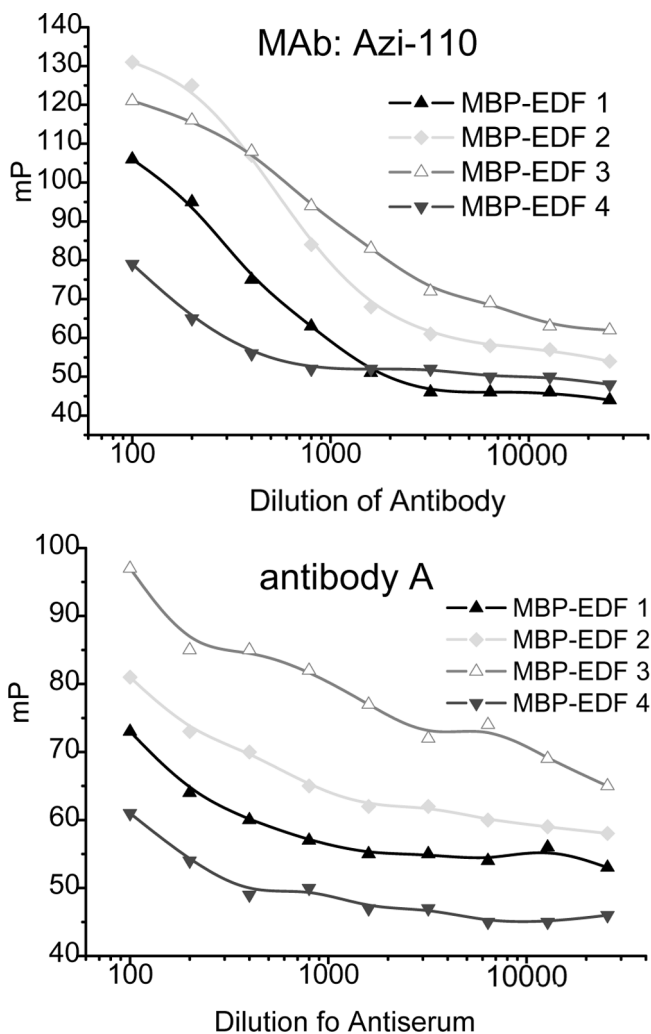 MAb: Azi-110
MBP-EDF 1
MBP-EDF 2
MBP-EDF 3
MBP-EDF 4
140
130
120
110
100
90
80
70
60
50
40
mP
100
1000
10000
Dilution of Antibody
antibody A
MBP-EDF 1
MBP-EDF 2
MBP-EDF 3
MBP-EDF 4
100
90
80
70
60
50
40
mP
100
1000
10000
Dilution fo Antiserum